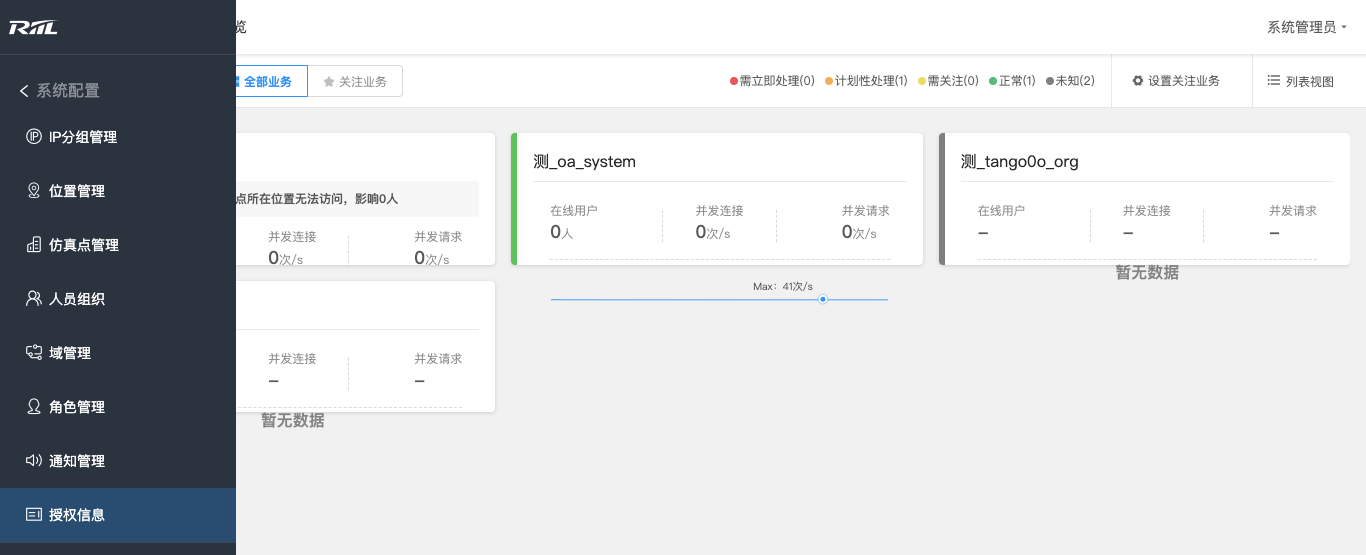 RIIL
系统配置
IP分组管理
位置管理
仿真点管理
人员组织
域管理
角色管理
通知管理
授权信息
览
系统管理员
全部业务
关注业务
需立即处理(0)
计划性处理(1)
需关注(0)
正常(1)
未知(2)
设置关注业务
列表视图
点所在位置无法访问，影响0人
并发连接
并发请求
0次/s
0次/s
测_oa_system
在线用户
并发连接
并发请求
0人
0次/s
0次/s
Max：41次/s
测_tango0o_org
在线用户
并发连接
并发请求
–
–
–
暂无数据
并发连接
并发请求
–
–
暂无数据